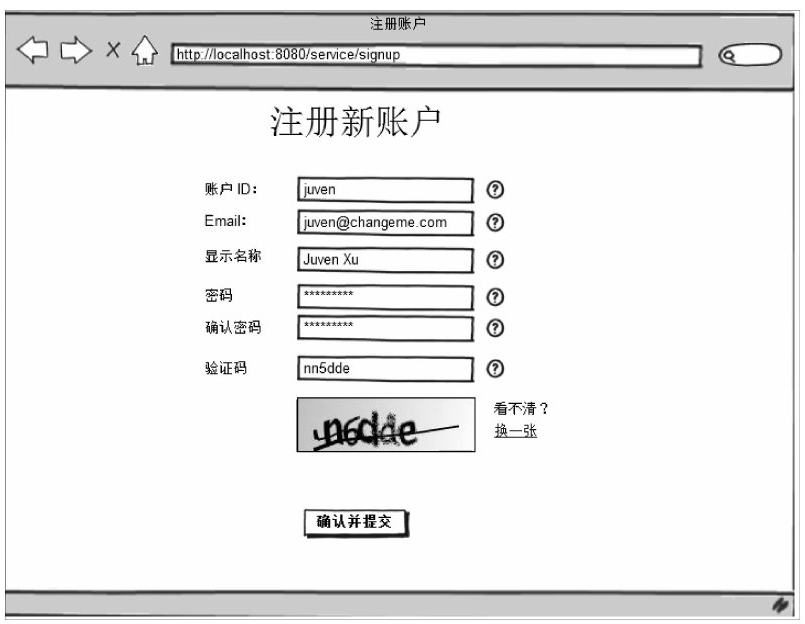 注册账户
http://localhost:8080/service/signup
注册新账户
账户 ID： juven
Email： juven@changeme.com
显示名称 Juven Xu
密码 *********
确认密码 *********
验证码 nn5dde
看不清？
换一张
确认并提交